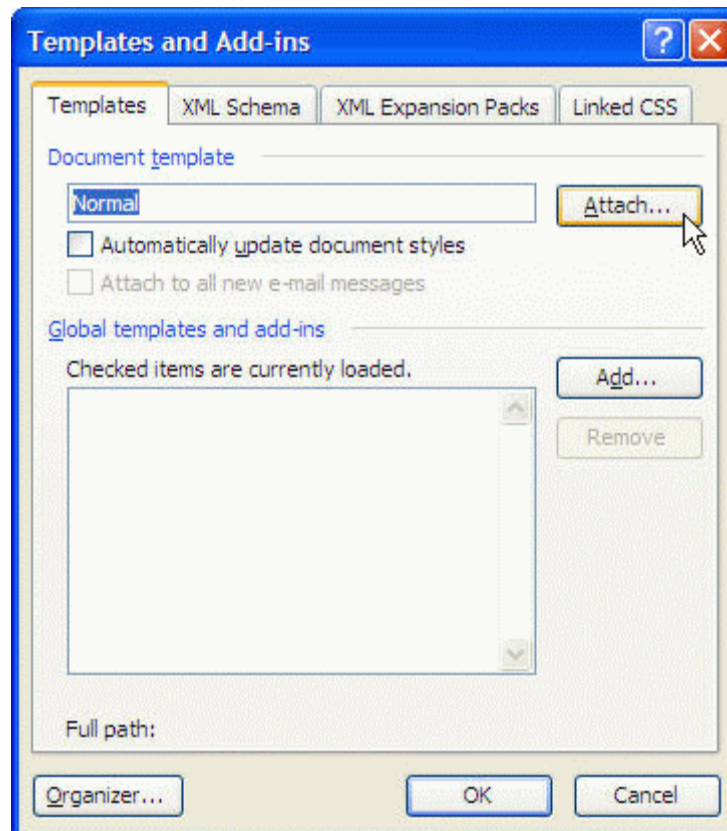 Templates and Add-ins
Templates XML Schema XML Expansion Packs Linked CSS
Document template
Normal Attach...
Automatically update document styles
Attach to all new e-mail messages
Global templates and add-ins
Checked items are currently loaded.
Add...
Remove
Full path:
Organizer... OK Cancel